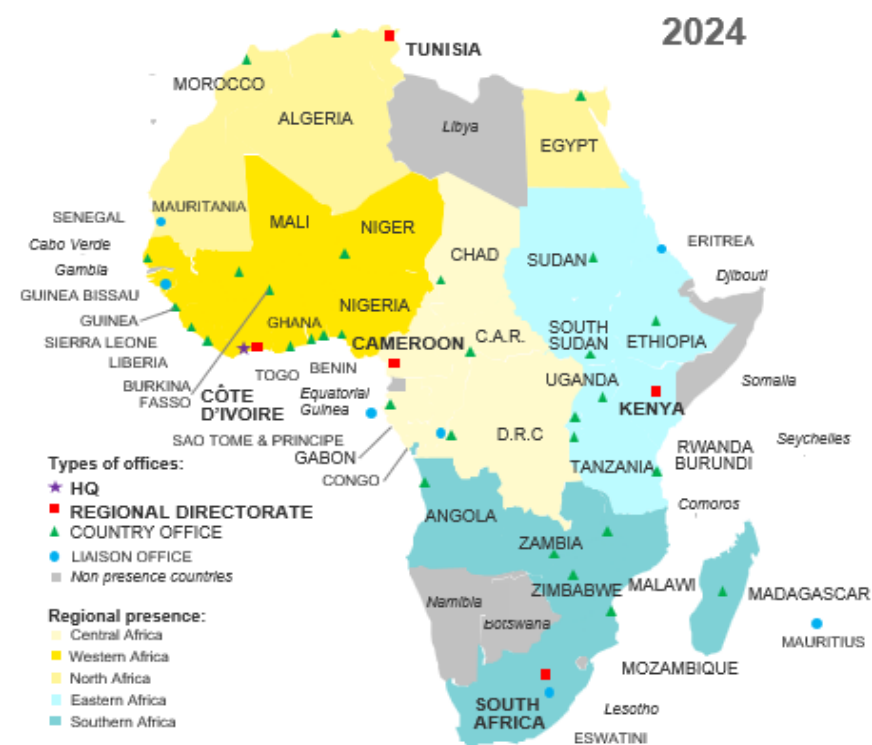 2024
TUNISIA
MOROCCO
ALGERIA
Libya
EGYPT
MAURITANIA
SENEGAL
MALI
NIGER
Cabo Verde
CHAD
SUDAN
ERITREA
Gambia
Djibouti
GUINEA BISSAU
NIGERIA
GUINEA
GHANA
SIERRA LEONE
CAMEROON
C.A.R.
SOUTH
SUDAN
ETHIOPIA
LIBERIA
TOGO
BENIN
BURKINA
FASSO
CÔTE
D'IVOIRE
Equatorial
Guinea
UGANDA
KENYA
Somalia
SAO TOME & PRINCIPE
D.R.C
Seychelles
GABON
RWANDA
BURUNDI
CONGO
TANZANIA
Types of offices:
HQ
REGIONAL DIRECTORATE
COUNTRY OFFICE
LIAISON OFFICE
Non presence countries
Comoros
ANGOLA
ZAMBIA
ZIMBABWE
MALAWI
MADAGASCAR
Namibia
Botswana
MAURITIUS
MOZAMBIQUE
SOUTH
AFRICA
Lesotho
ESWATINI
Regional presence:
Central Africa
Western Africa
North Africa
Eastern Africa
Southern Africa